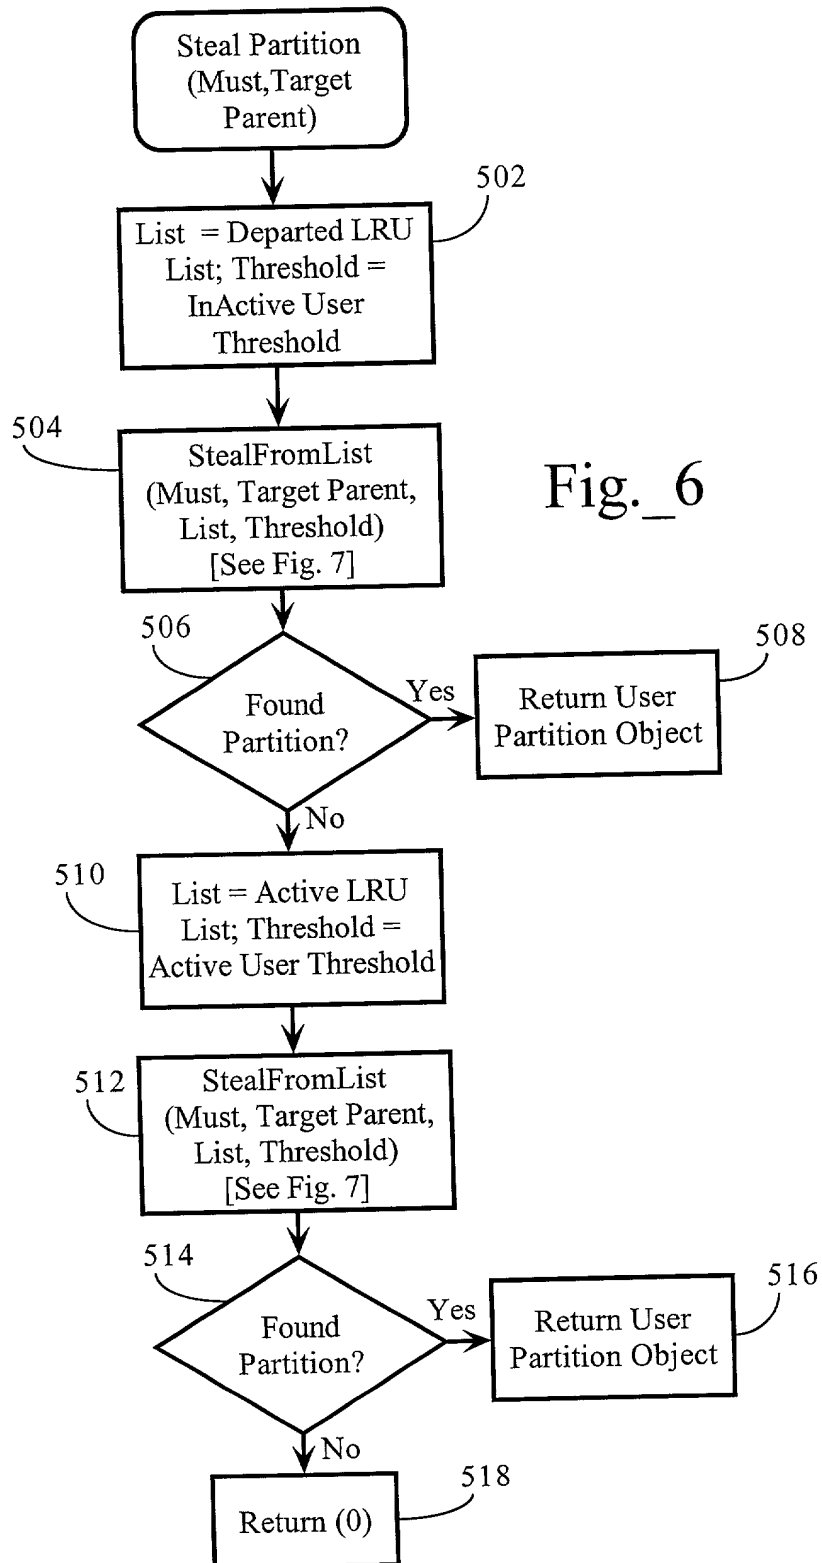 Steal Partition
(Must,Target
Parent)
502
List = Departed LRU
List; Threshold =
InActive User
Threshold
504
StealFromList
(Must, Target Parent,
List, Threshold)
[See Fig. 7]
Fig._6
506
Found
Partition?
Yes
508
Return User
Partition Object
No
510
List = Active LRU
List; Threshold =
Active User Threshold
512
StealFromList
(Must, Target Parent,
List, Threshold)
[See Fig. 7]
514
Found
Partition?
Yes
516
Return User
Partition Object
No
518
Return (0)